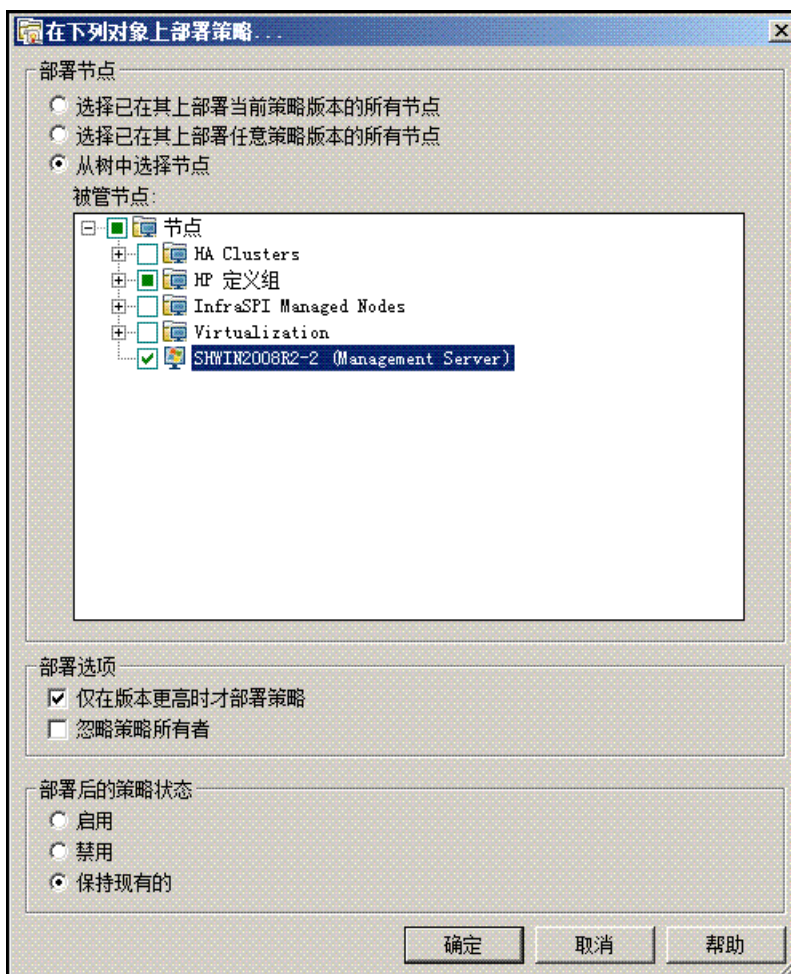 在下列对象上部署策略...
部署节点
选择已在其上部署当前策略版本的所有节点
选择已在其上部署任意策略版本的所有节点
从树中选择节点
被管节点:
节点
HA Clusters
HP 定义组
InfraSPI Managed Nodes
Virtualization
SHWIN2008R2-2 (Management Server)
部署选项
仅在版本更高时才部署策略
忽略策略所有者
部署后的策略状态
启用
禁用
保持现有的
确定 取消 帮助